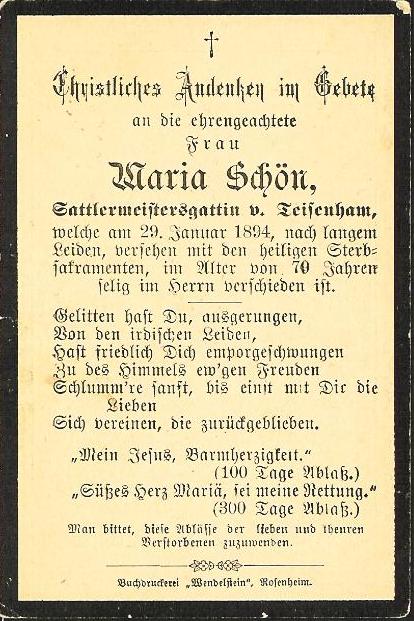 Christliches Andenken im Gebete
an die ehrengeachtete
Frau
Maria Schön,
Sattlermeistersgattin v. Teisenham,
welche am 29. Januar 1894, nach langem
Leiden, versehen mit den heiligen Sterb-
sakramenten, im Alter von 70 Jahren
selig im Herrn verschieden ist.
Gelitten hast Du, ausgerungen,
Von den irdischen Leiden,
Hast friedlich Dich emporgeschwungen
Zu des Himmels ew'gen Freuden
Schlumm're sanft, bis einst mit Dir die
Lieben
Sich vereinen, die zurückgeblieben.
„Mein Jesus, Barmherzigkeit."
(100 Tage Ablaß.)
„Süßes Herz Mariä, sei meine Rettung."
(300 Tage Ablaß.)
Man bittet, diese Ablässe der lieben und theuren
Verstorbenen zuzuwenden.
Buchdruckerei „Wendelstein", Rosenheim.